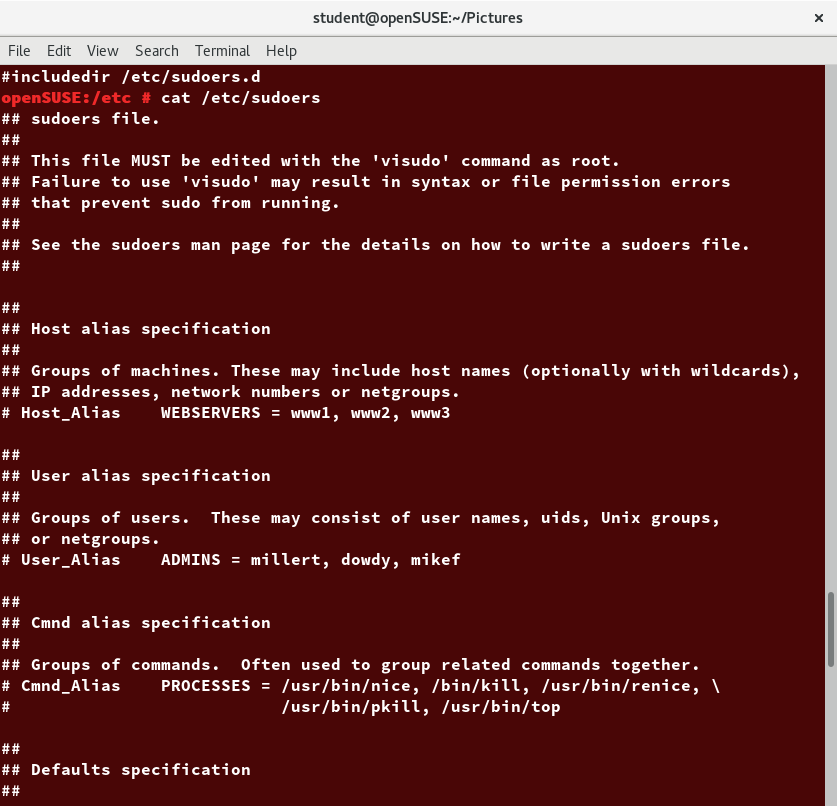 student@openSUSE:~/Pictures
File Edit View Search Terminal Help
#includedir /etc/sudoers.d
openSUSE:/etc # cat /etc/sudoers
## sudoers file.
##
## This file MUST be edited with the 'visudo' command as root.
## Failure to use 'visudo' may result in syntax or file permission errors
## that prevent sudo from running.
##
## See the sudoers man page for the details on how to write a sudoers file.
##
##
## Host alias specification
##
## Groups of machines. These may include host names (optionally with wildcards),
## IP addresses, network numbers or netgroups.
# Host_Alias    WEBSERVERS = www1, www2, www3
##
## User alias specification
##
## Groups of users.  These may consist of user names, uids, Unix groups,
## or netgroups.
# User_Alias    ADMINS = millert, dowdy, mikef
##
## Cmnd alias specification
##
## Groups of commands.  Often used to group related commands together.
# Cmnd_Alias    PROCESSES = /usr/bin/nice, /bin/kill, /usr/bin/renice, \
#                           /usr/bin/pkill, /usr/bin/top
##
## Defaults specification
##